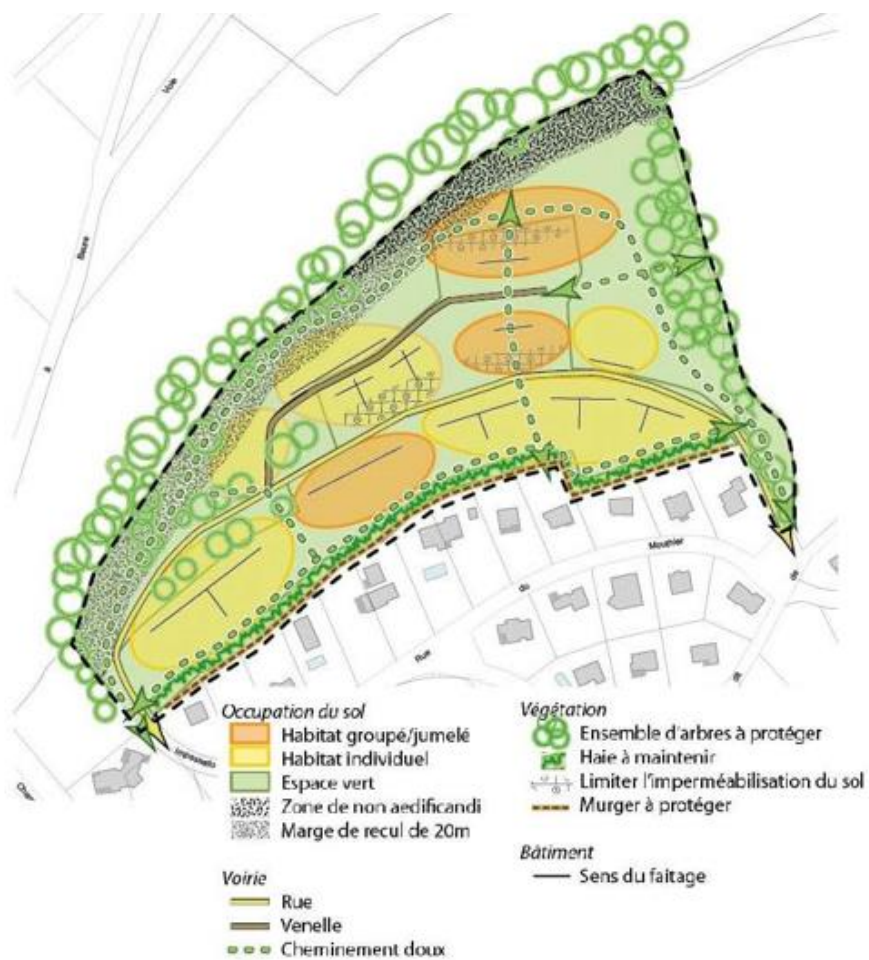 Voie
Beure
à
Mouthier
du
Rue
de
Occupation du sol
Habitat groupé/jumelé
Habitat individuel
Espace vert
Zone de non aedificandi
Marge de recul de 20m
Voirie
Rue
Venelle
Cheminement doux
Végétation
Ensemble d'arbres à protéger
Haie à maintenir
Limiter l'imperméabilisation du sol
Murger à protéger
Bâtiment
Sens du faitage